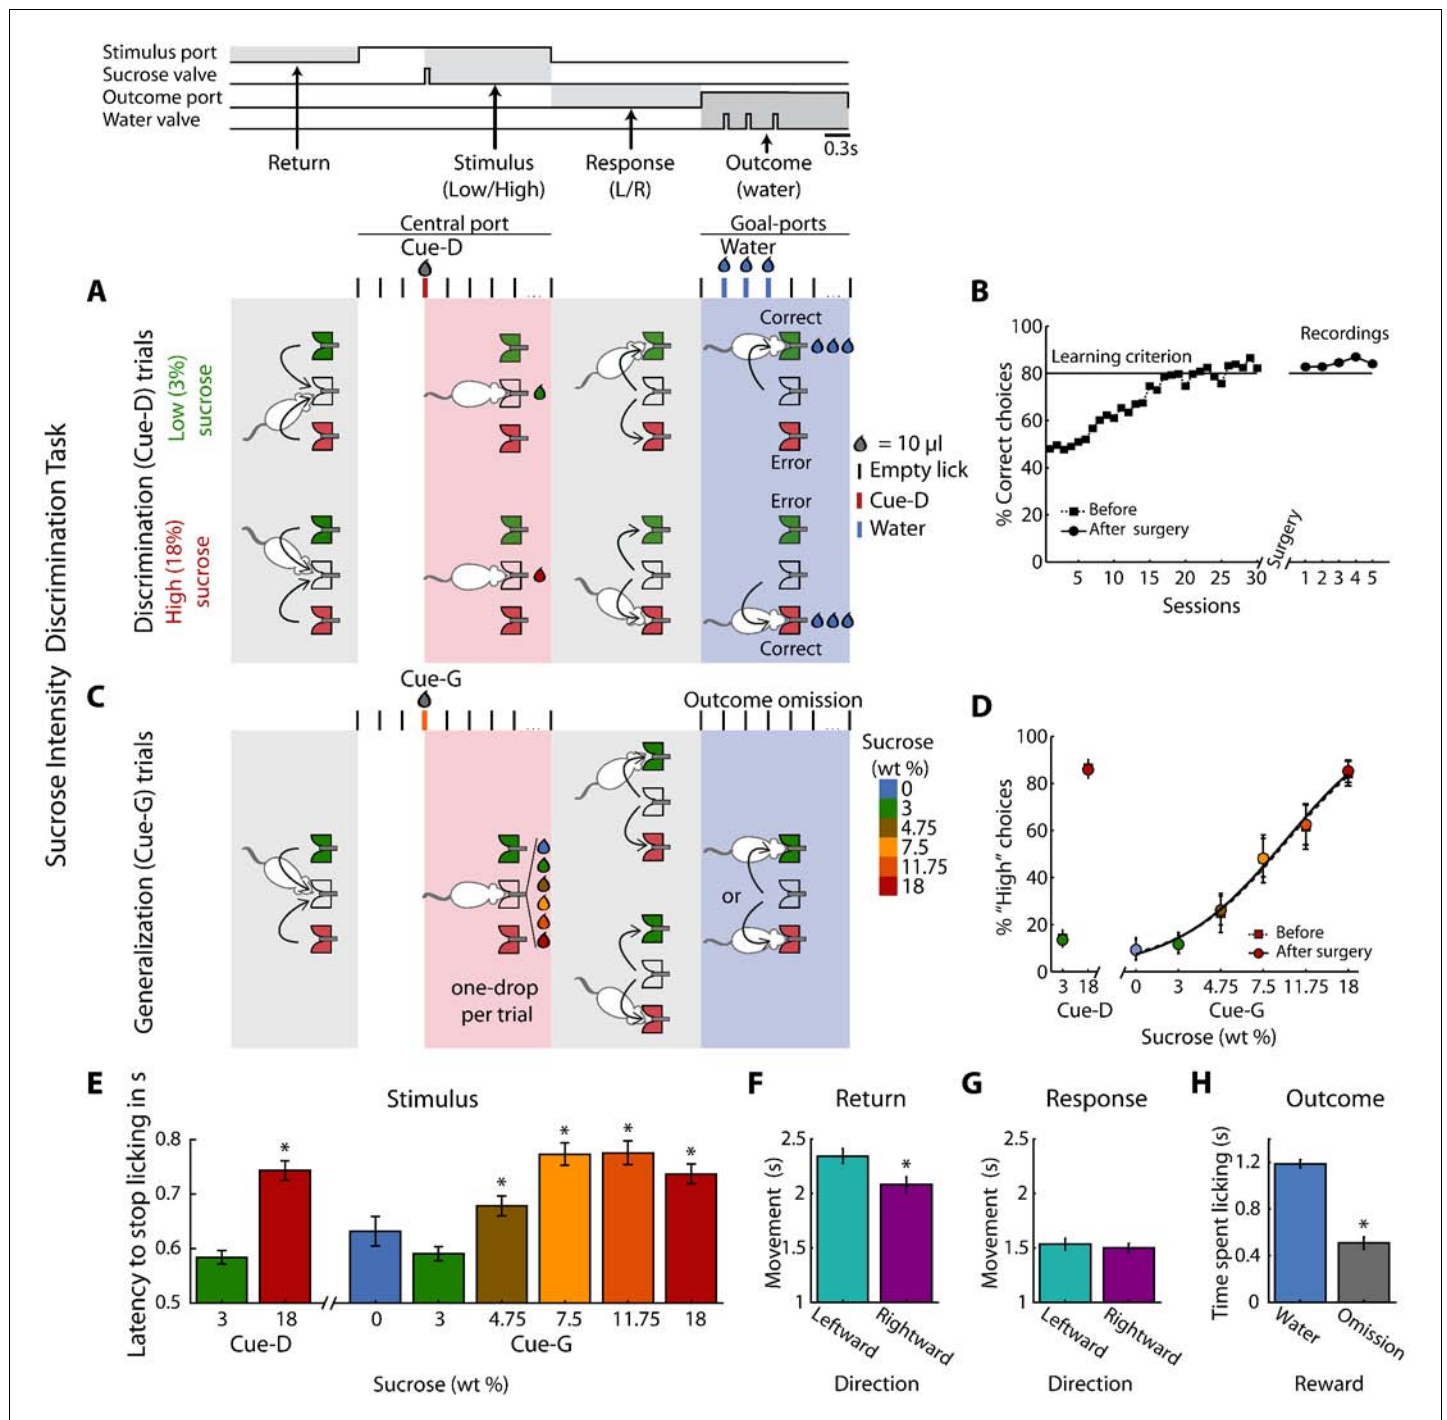 Stimulus port
Sucrose valve
Outcome port
Water valve
0.3s
Return
Stimulus
(Low/High)
Response
(L/R)
Outcome
(water)
Central port
Goal-ports
Cue-D
Water
A
...
...
Sucrose Intensity Discrimination Task
Discrimination (Cue-D) trials
Low (3%)
sucrose
High (18%)
sucrose
Correct
Error
Error
Correct
= 10 µl
Empty lick
Cue-D
Water
B
% Correct choices
100
80
60
40
20
0
Learning criterion
Recordings
Before
After surgery
Surgery
5 10 15 20 25 30
1 2 3 4 5
Sessions
C
Cue-G
Outcome omission
...
...
Generalization (Cue-G) trials
one-drop
per trial
or
Sucrose
(wt %)
0
3
4.75
7.5
11.75
18
D
% "High" choices
100
80
60
40
20
0
Before
After surgery
3 18
0 3 4.75 7.5 11.75 18
Cue-D
Cue-G
Sucrose (wt %)
E
Stimulus
Latency to stop licking in s
0.8
0.7
0.6
0.5
* * * * *
3 18
0 3 4.75 7.5 11.75 18
Cue-D
Cue-G
Sucrose (wt %)
F
Return
Movement (s)
2.5
2
1.5
1
*
Leftward
Rightward
Direction
G
Response
Movement (s)
2.5
2
1.5
1
Leftward
Rightward
Direction
H
Outcome
Time spent licking (s)
1.2
0.8
0.4
0
*
Water
Omission
Reward